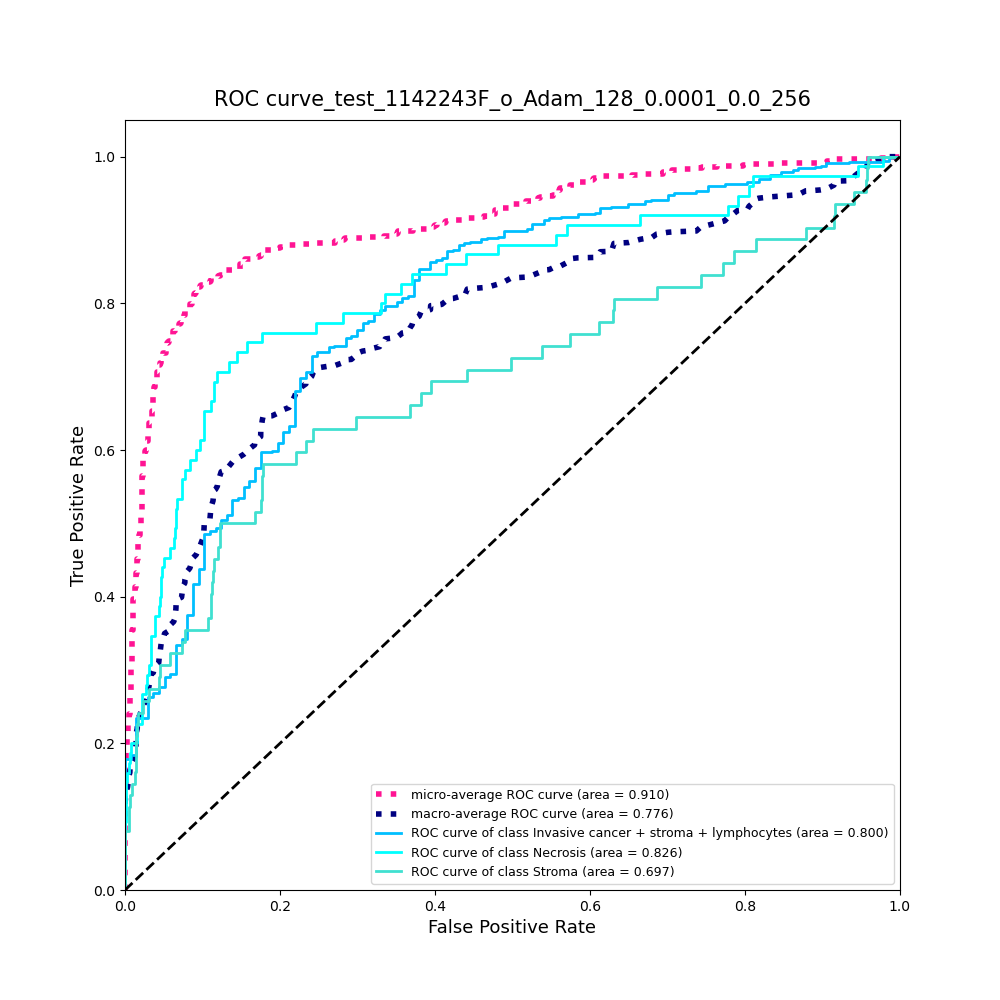 ROC curve_test_1142243F_o_Adam_128_0.0001_0.0_256
1.0
0.8
0.6
0.4
0.2
0.0
True Positive Rate
micro-average ROC curve (area = 0.910)
macro-average ROC curve (area = 0.776)
ROC curve of class Invasive cancer + stroma + lymphocytes (area = 0.800)
ROC curve of class Necrosis (area = 0.826)
ROC curve of class Stroma (area = 0.697)
0.0 0.2 0.4 0.6 0.8 1.0
False Positive Rate